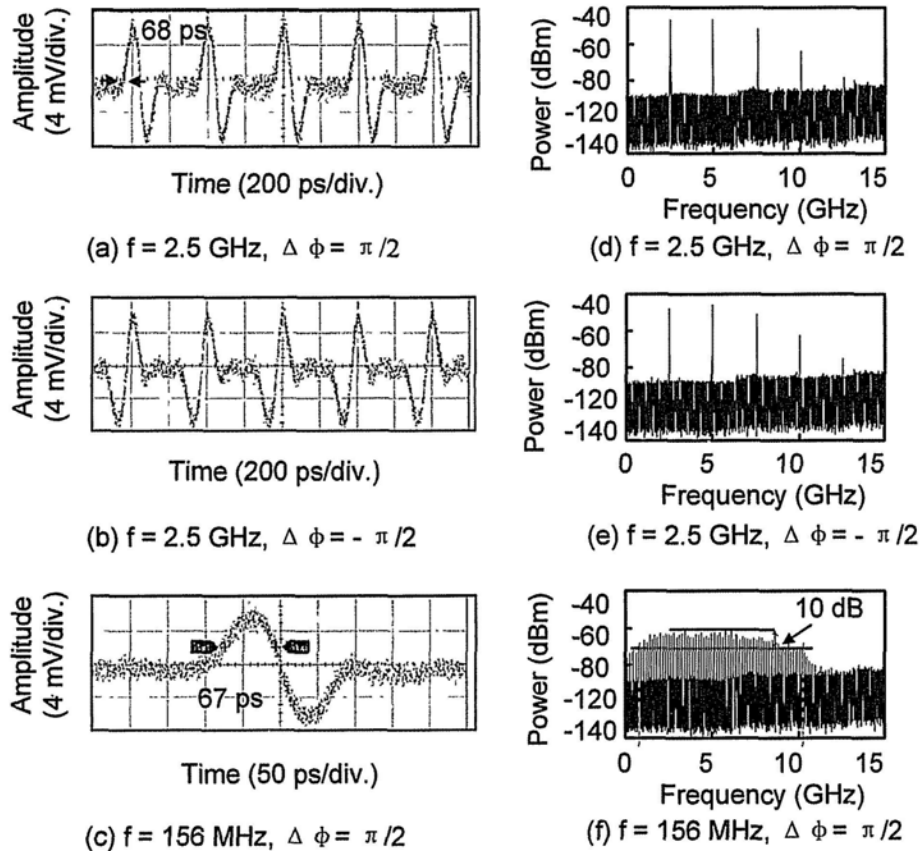 Amplitude
(4 mV/div.)
68 ps
Time (200 ps/div.)
(a) f = 2.5 GHz, Δ ϕ = π/2
Power (dBm)
-40
-60
-80
-120
-140
0 5 10 15
Frequency (GHz)
(d) f = 2.5 GHz, Δ ϕ = π/2
Amplitude
(4 mV/div.)
Time (200 ps/div.)
(b) f = 2.5 GHz, Δ ϕ = - π/2
Power (dBm)
-40
-60
-80
-120
-140
0 5 10 15
Frequency (GHz)
(e) f = 2.5 GHz, Δ ϕ = - π/2
Amplitude
(4 mV/div.)
67 ps
Time (50 ps/div.)
(c) f = 156 MHz, Δ ϕ = π/2
Power (dBm)
-40
-60
-80
-120
-140
10 dB
0 5 10 15
Frequency (GHz)
(f) f = 156 MHz, Δ ϕ = π/2